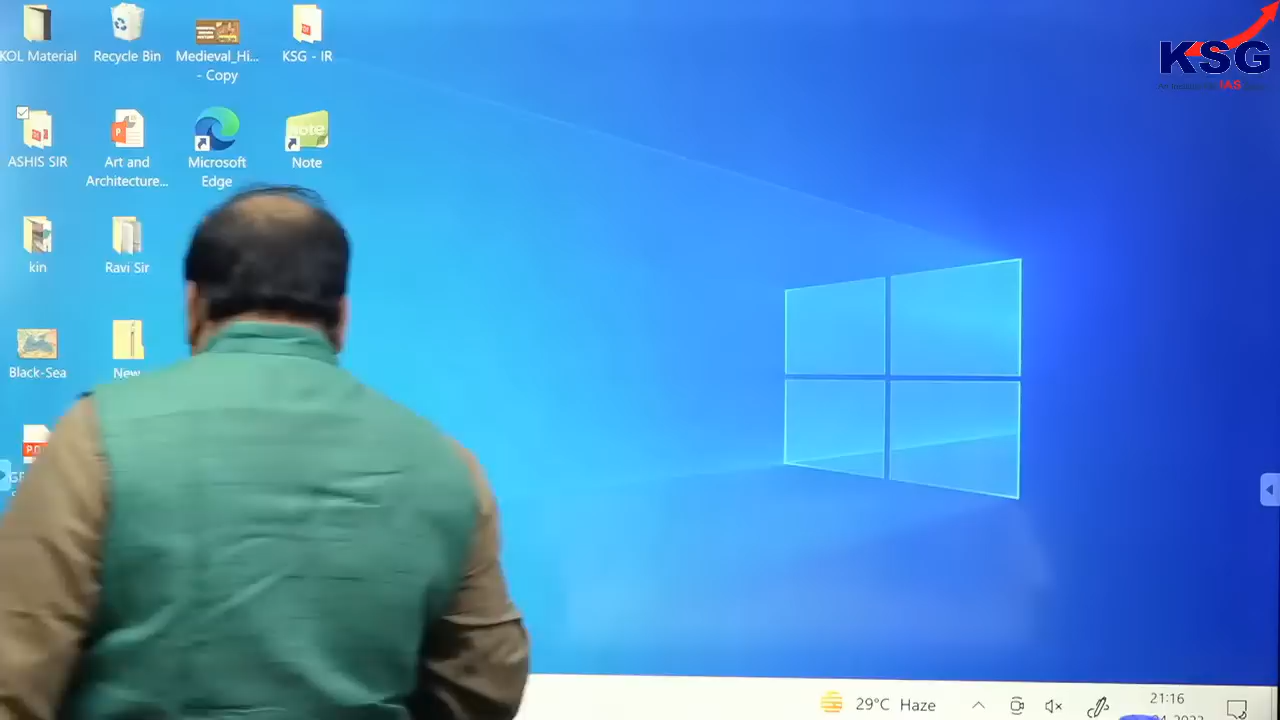 KOL Material
Recycle Bin
Medieval_Hi...
- Copy
KSG - IR
KSG
IAS
ASHIS SIR
Art and
Architecture...
Microsoft
Edge
Note
Note
kin
Ravi Sir
Black-Sea
New
29°C Haze
21:16